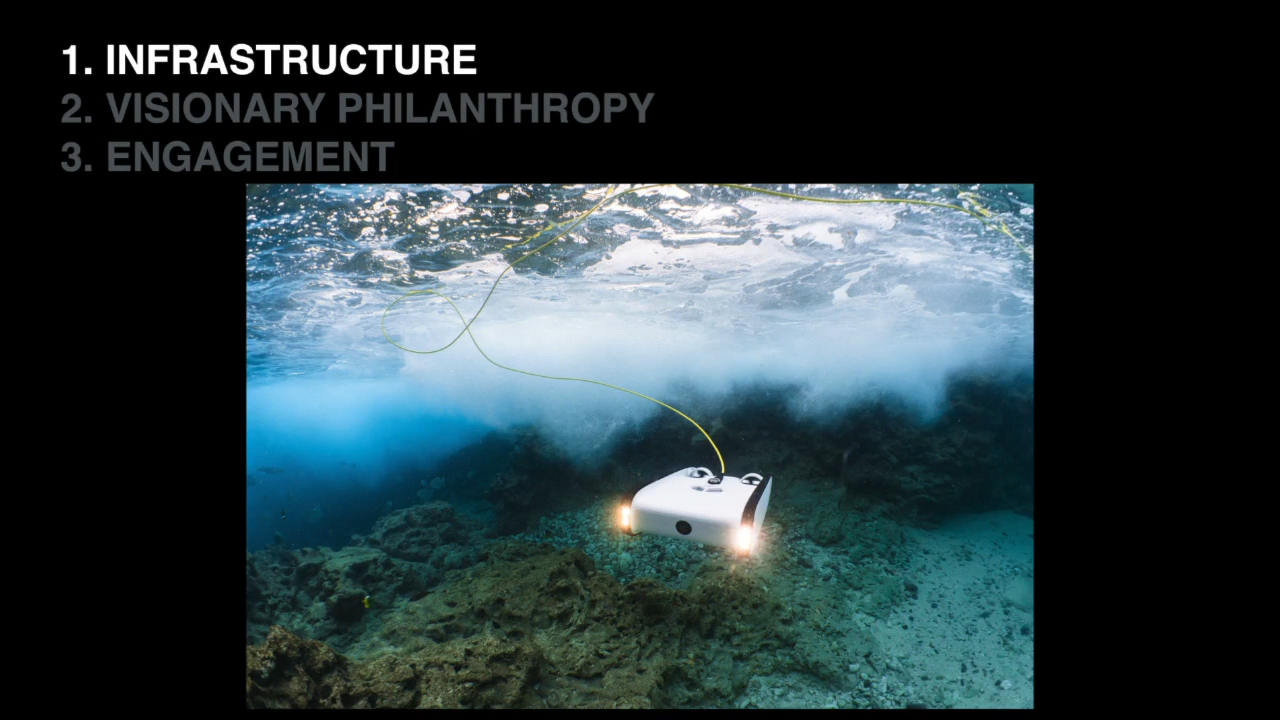 1. INFRASTRUCTURE
2. VISIONARY PHILANTHROPY
3. ENGAGEMENT